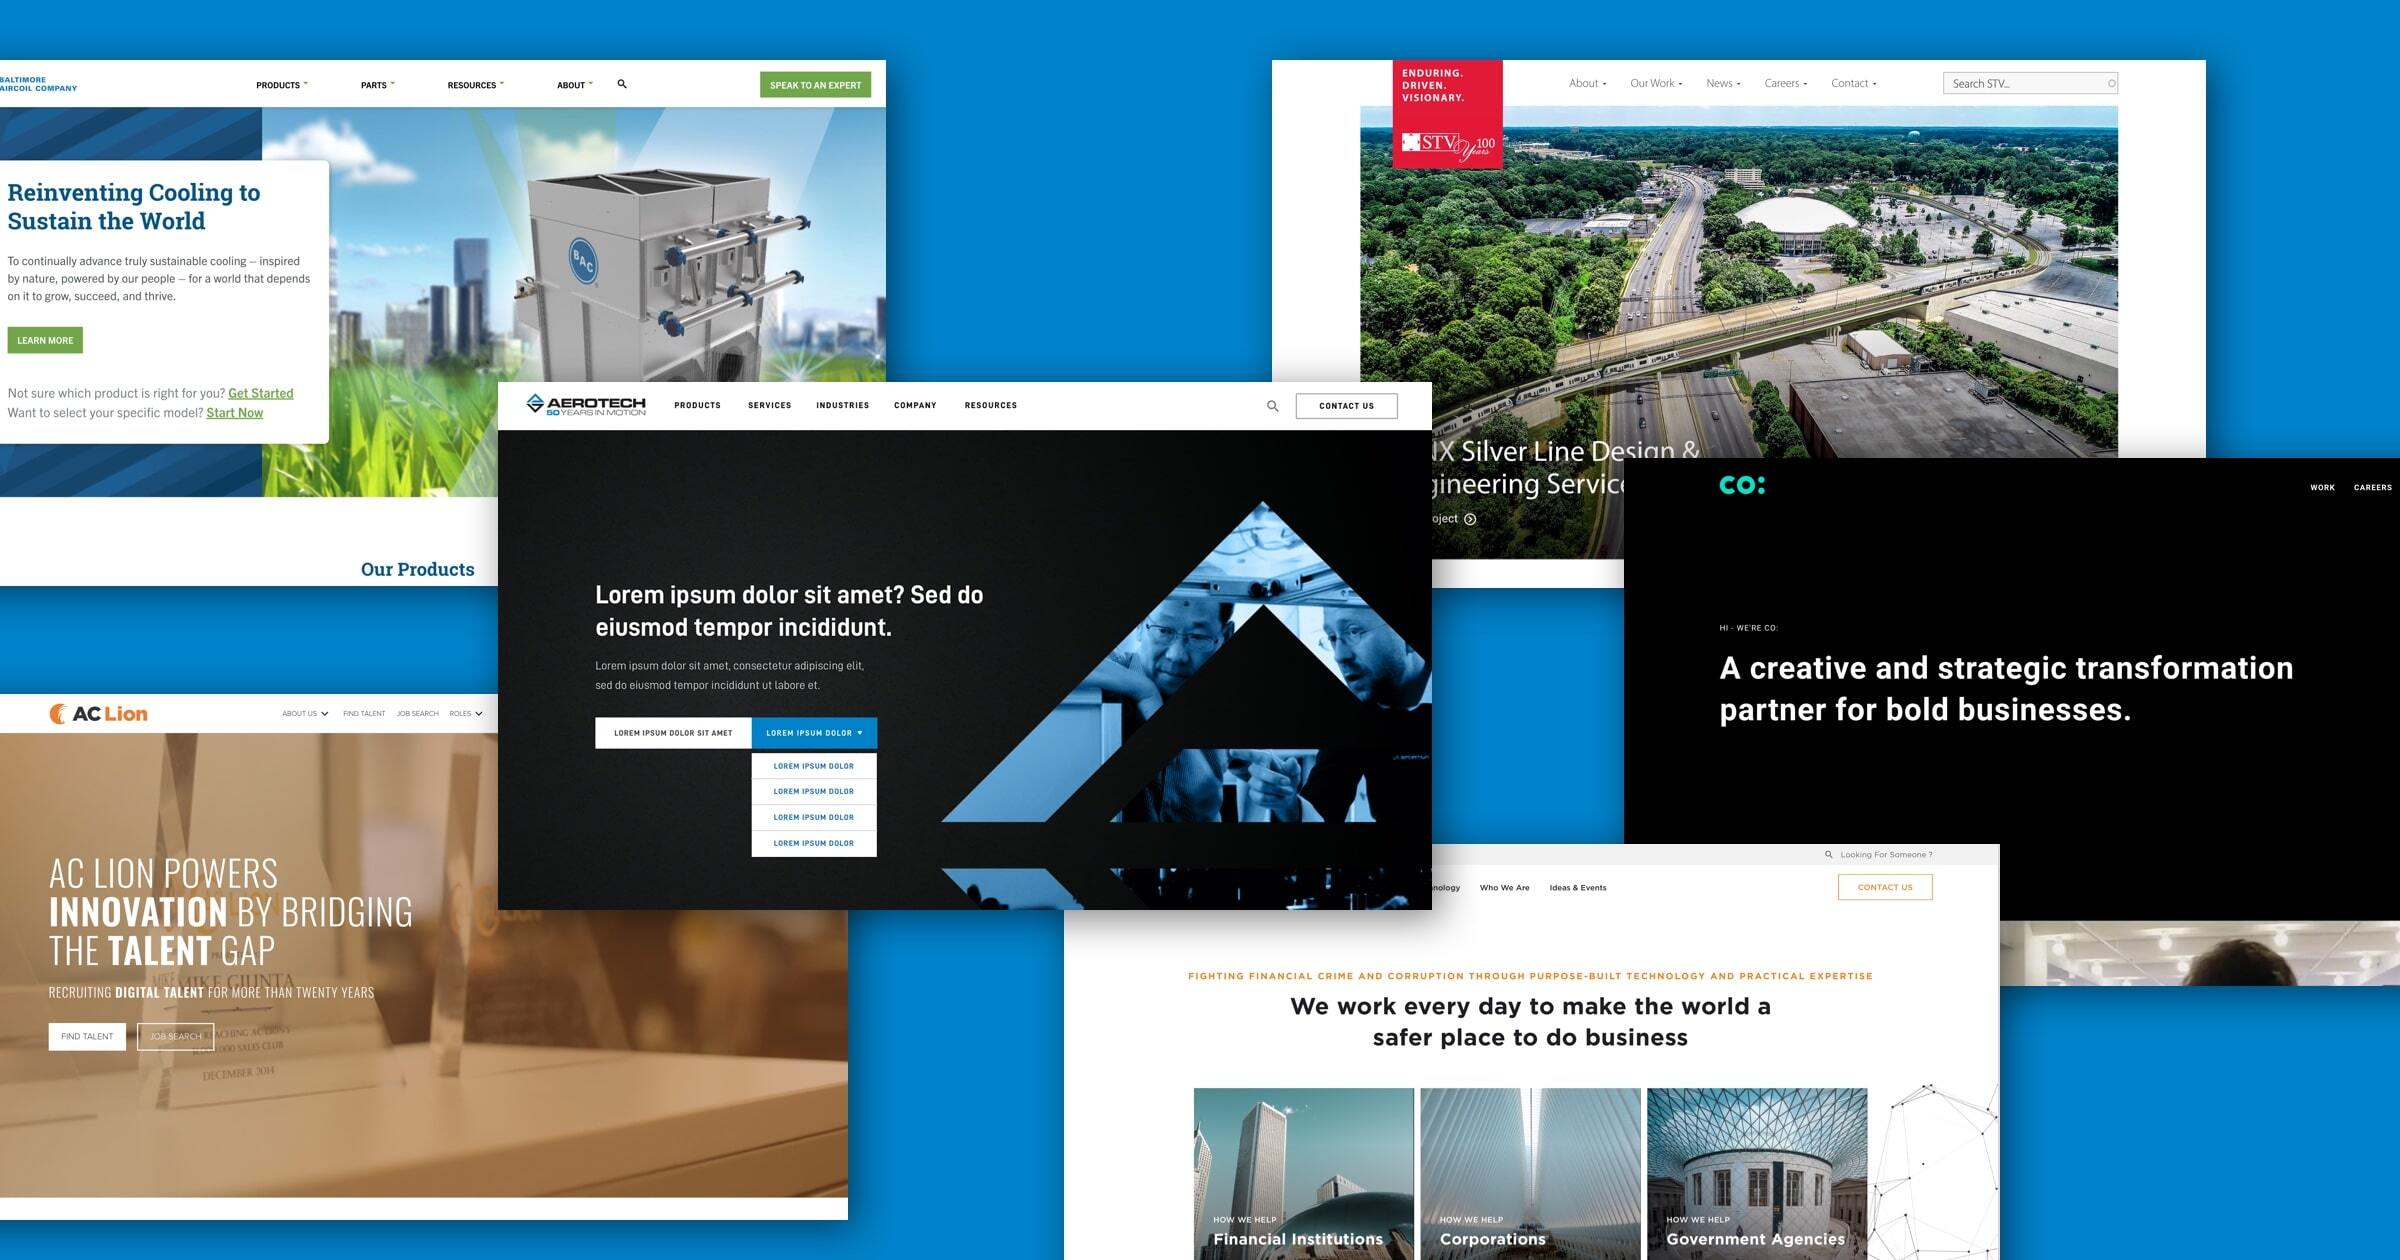 BALTIMORE
AIRCOIL COMPANY
PRODUCTS
PARTS
RESOURCES
ABOUT
SPEAK TO AN EXPERT
Reinventing Cooling to
Sustain the World
To continually advance truly sustainable cooling – inspired
by nature, powered by our people – for a world that depends
on it to grow, succeed, and thrive.
LEARN MORE
Not sure which product is right for you? Get Started
Want to select your specific model? Start Now
BAC
Our Products
ENDURING.
DRIVEN.
VISIONARY.
STV 100
Years
About
Our Work
News
Careers
Contact
Search STV...
NX Silver Line Design &
gineering Service
oject
AEROTECH
50 YEARS IN MOTION
PRODUCTS
SERVICES
INDUSTRIES
COMPANY
RESOURCES
CONTACT US
Lorem ipsum dolor sit amet? Sed do
eiusmod tempor incididunt.
Lorem ipsum dolor sit amet, consectetur adipiscing elit,
sed do eiusmod tempor incididunt ut labore et.
LOREM IPSUM DOLOR SIT AMET
LOREM IPSUM DOLOR
LOREM IPSUM DOLOR
LOREM IPSUM DOLOR
LOREM IPSUM DOLOR
LOREM IPSUM DOLOR
co:
WORK
CAREERS
HI - WE'RE CO:
A creative and strategic transformation
partner for bold businesses.
AC Lion
ABOUT US
FIND TALENT
JOB SEARCH
ROLES
AC LION POWERS
INNOVATION BY BRIDGING
THE TALENT GAP
MIKE GIUNTA
RECRUITING DIGITAL TALENT FOR MORE THAN TWENTY YEARS
FIND TALENT
JOB SEARCH
SALES CLUB
DECEMBER 2014
Looking For Someone ?
nology
Who We Are
Ideas & Events
CONTACT US
FIGHTING FINANCIAL CRIME AND CORRUPTION THROUGH PURPOSE-BUILT TECHNOLOGY AND PRACTICAL EXPERTISE
We work every day to make the world a
safer place to do business
HOW WE HELP
Financial Institutions
HOW WE HELP
Corporations
HOW WE HELP
Government Agencies